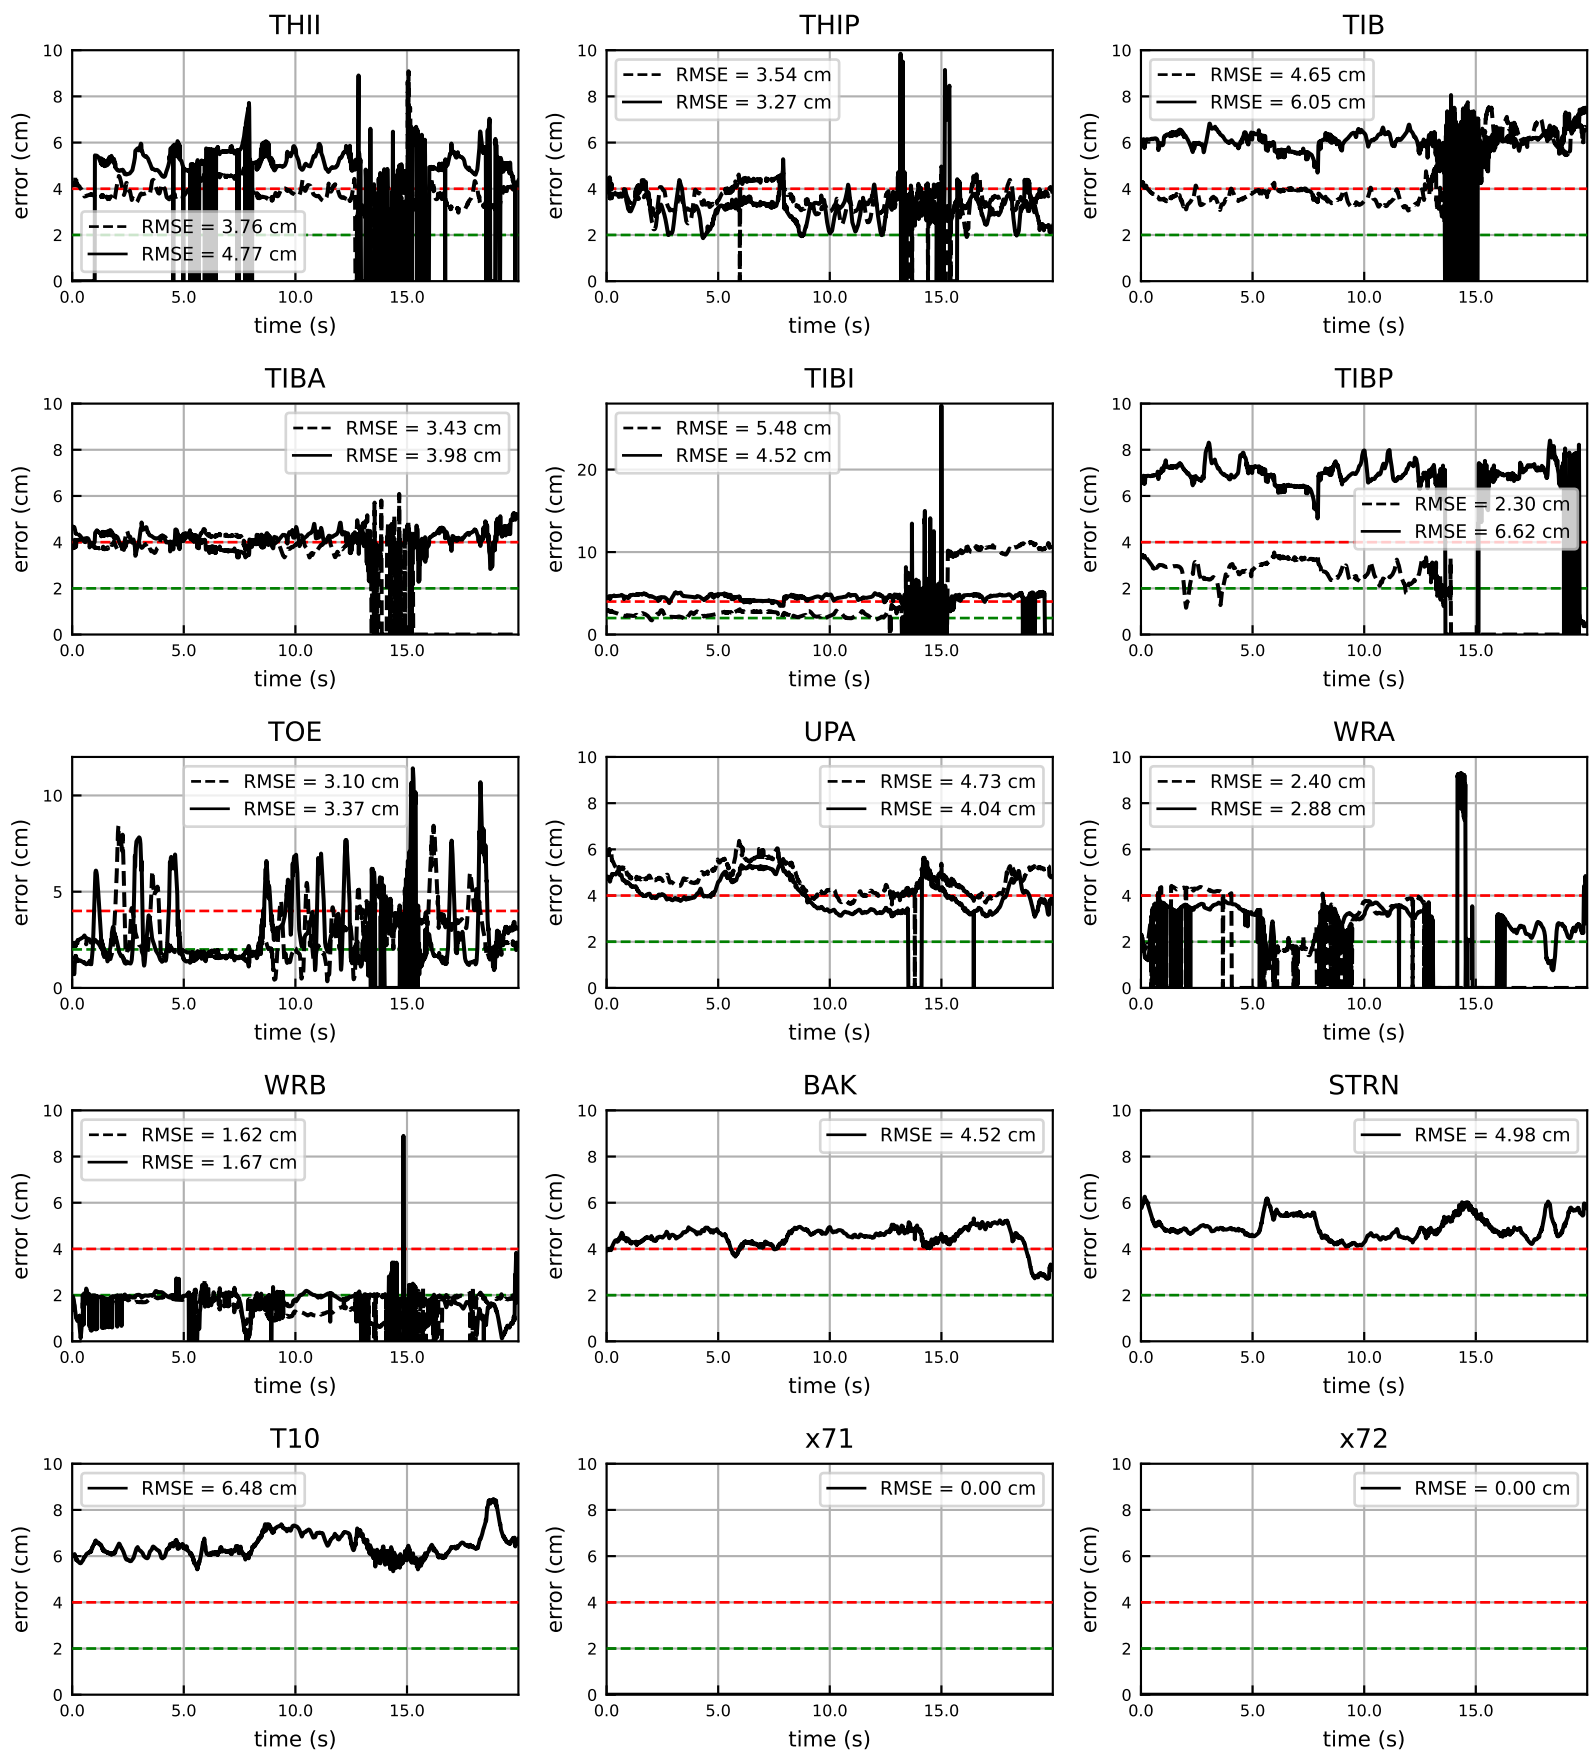 THII
10
8
6
4
2
0
error (cm)
RMSE = 3.76 cm
RMSE = 4.77 cm
0.0 5.0 10.0 15.0
time (s)
THIP
10
8
6
4
2
0
error (cm)
RMSE = 3.54 cm
RMSE = 3.27 cm
0.0 5.0 10.0 15.0
time (s)
TIB
10
8
6
4
2
0
error (cm)
RMSE = 4.65 cm
RMSE = 6.05 cm
0.0 5.0 10.0 15.0
time (s)
TIBA
10
8
6
4
2
0
error (cm)
RMSE = 3.43 cm
RMSE = 3.98 cm
0.0 5.0 10.0 15.0
time (s)
TIBI
20
10
0
error (cm)
RMSE = 5.48 cm
RMSE = 4.52 cm
0.0 5.0 10.0 15.0
time (s)
TIBP
10
8
6
4
2
0
error (cm)
RMSE = 2.30 cm
RMSE = 6.62 cm
0.0 5.0 10.0 15.0
time (s)
TOE
10
5
0
error (cm)
RMSE = 3.10 cm
RMSE = 3.37 cm
0.0 5.0 10.0 15.0
time (s)
UPA
10
8
6
4
2
0
error (cm)
RMSE = 4.73 cm
RMSE = 4.04 cm
0.0 5.0 10.0 15.0
time (s)
WRA
10
8
6
4
2
0
error (cm)
RMSE = 2.40 cm
RMSE = 2.88 cm
0.0 5.0 10.0 15.0
time (s)
WRB
10
8
6
4
2
0
error (cm)
RMSE = 1.62 cm
RMSE = 1.67 cm
0.0 5.0 10.0 15.0
time (s)
BAK
10
8
6
4
2
0
error (cm)
RMSE = 4.52 cm
0.0 5.0 10.0 15.0
time (s)
STRN
10
8
6
4
2
0
error (cm)
RMSE = 4.98 cm
0.0 5.0 10.0 15.0
time (s)
T10
10
8
6
4
2
0
error (cm)
RMSE = 6.48 cm
0.0 5.0 10.0 15.0
time (s)
x71
10
8
6
4
2
0
error (cm)
RMSE = 0.00 cm
0.0 5.0 10.0 15.0
time (s)
x72
10
8
6
4
2
0
error (cm)
RMSE = 0.00 cm
0.0 5.0 10.0 15.0
time (s)